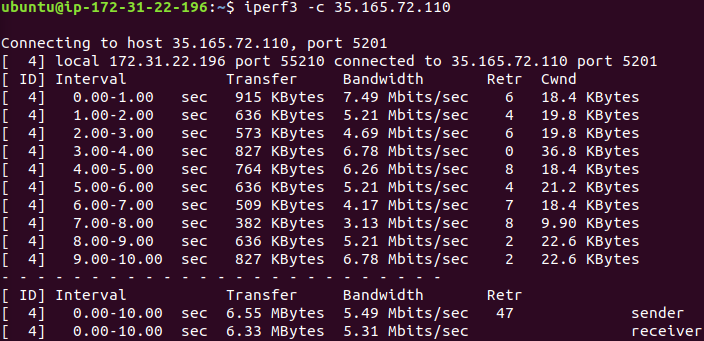 ubuntu@ip-172-31-22-196:~$ iperf3 -c 35.165.72.110
Connecting to host 35.165.72.110, port 5201
[  4] local 172.31.22.196 port 55210 connected to 35.165.72.110 port 5201
[ ID] Interval           Transfer     Bandwidth       Retr  Cwnd
[  4]   0.00-1.00   sec   915 KBytes  7.49 Mbits/sec    6   18.4 KBytes
[  4]   1.00-2.00   sec   636 KBytes  5.21 Mbits/sec    4   19.8 KBytes
[  4]   2.00-3.00   sec   573 KBytes  4.69 Mbits/sec    6   19.8 KBytes
[  4]   3.00-4.00   sec   827 KBytes  6.78 Mbits/sec    0   36.8 KBytes
[  4]   4.00-5.00   sec   764 KBytes  6.26 Mbits/sec    8   18.4 KBytes
[  4]   5.00-6.00   sec   636 KBytes  5.21 Mbits/sec    4   21.2 KBytes
[  4]   6.00-7.00   sec   509 KBytes  4.17 Mbits/sec    7   18.4 KBytes
[  4]   7.00-8.00   sec   382 KBytes  3.13 Mbits/sec    8   9.90 KBytes
[  4]   8.00-9.00   sec   636 KBytes  5.21 Mbits/sec    2   22.6 KBytes
[  4]   9.00-10.00  sec   827 KBytes  6.78 Mbits/sec    2   22.6 KBytes
- - - - - - - - - - - - - - - - - - - - - - - - -
[ ID] Interval           Transfer     Bandwidth       Retr
[  4]   0.00-10.00  sec  6.55 MBytes  5.49 Mbits/sec   47             sender
[  4]   0.00-10.00  sec  6.33 MBytes  5.31 Mbits/sec                  receiver